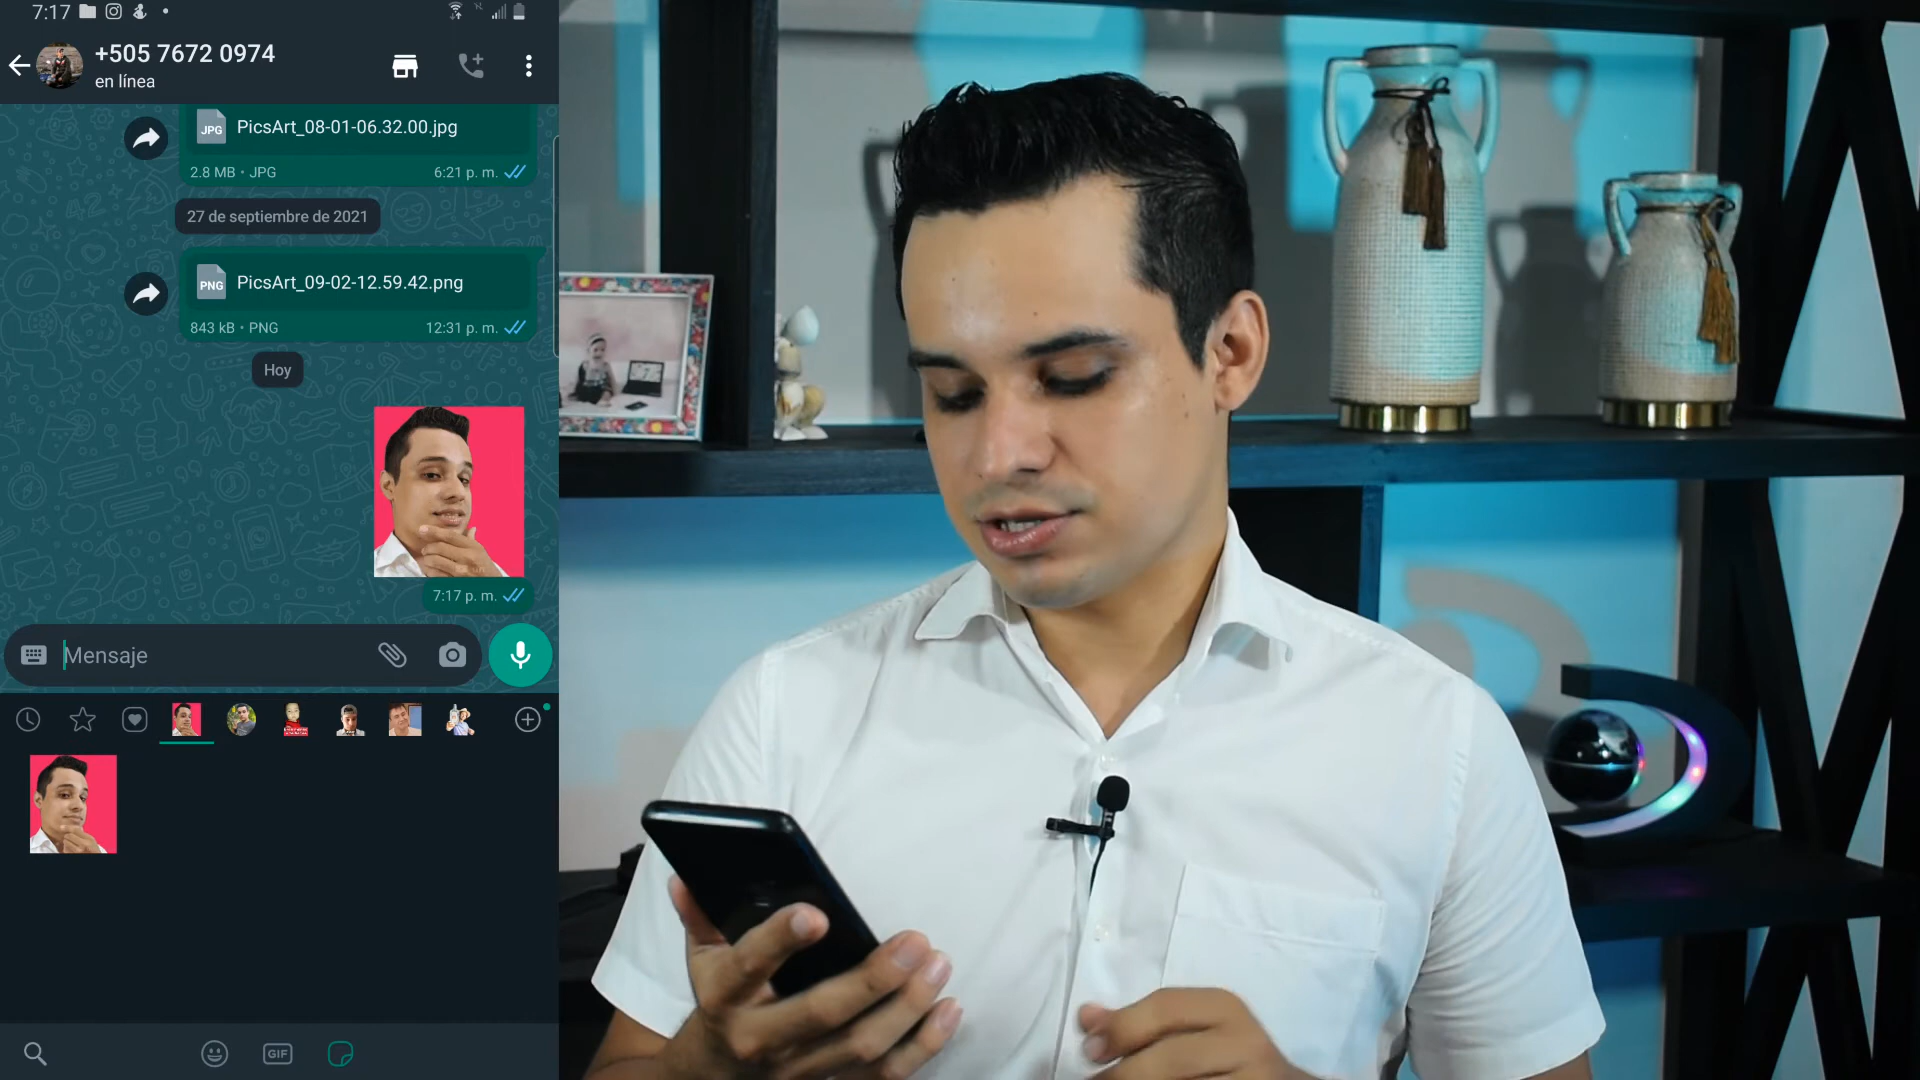 7:17
+505 7672 0974
en línea
JPG
PicsArt_08-01-06.32.00.jpg
2.8 MB • JPG
6:21 p. m.
27 de septiembre de 2021
PNG
PicsArt_09-02-12.59.42.png
843 kB • PNG
12:31 p. m.
Hoy
7:17 p. m.
Mensaje
GIF